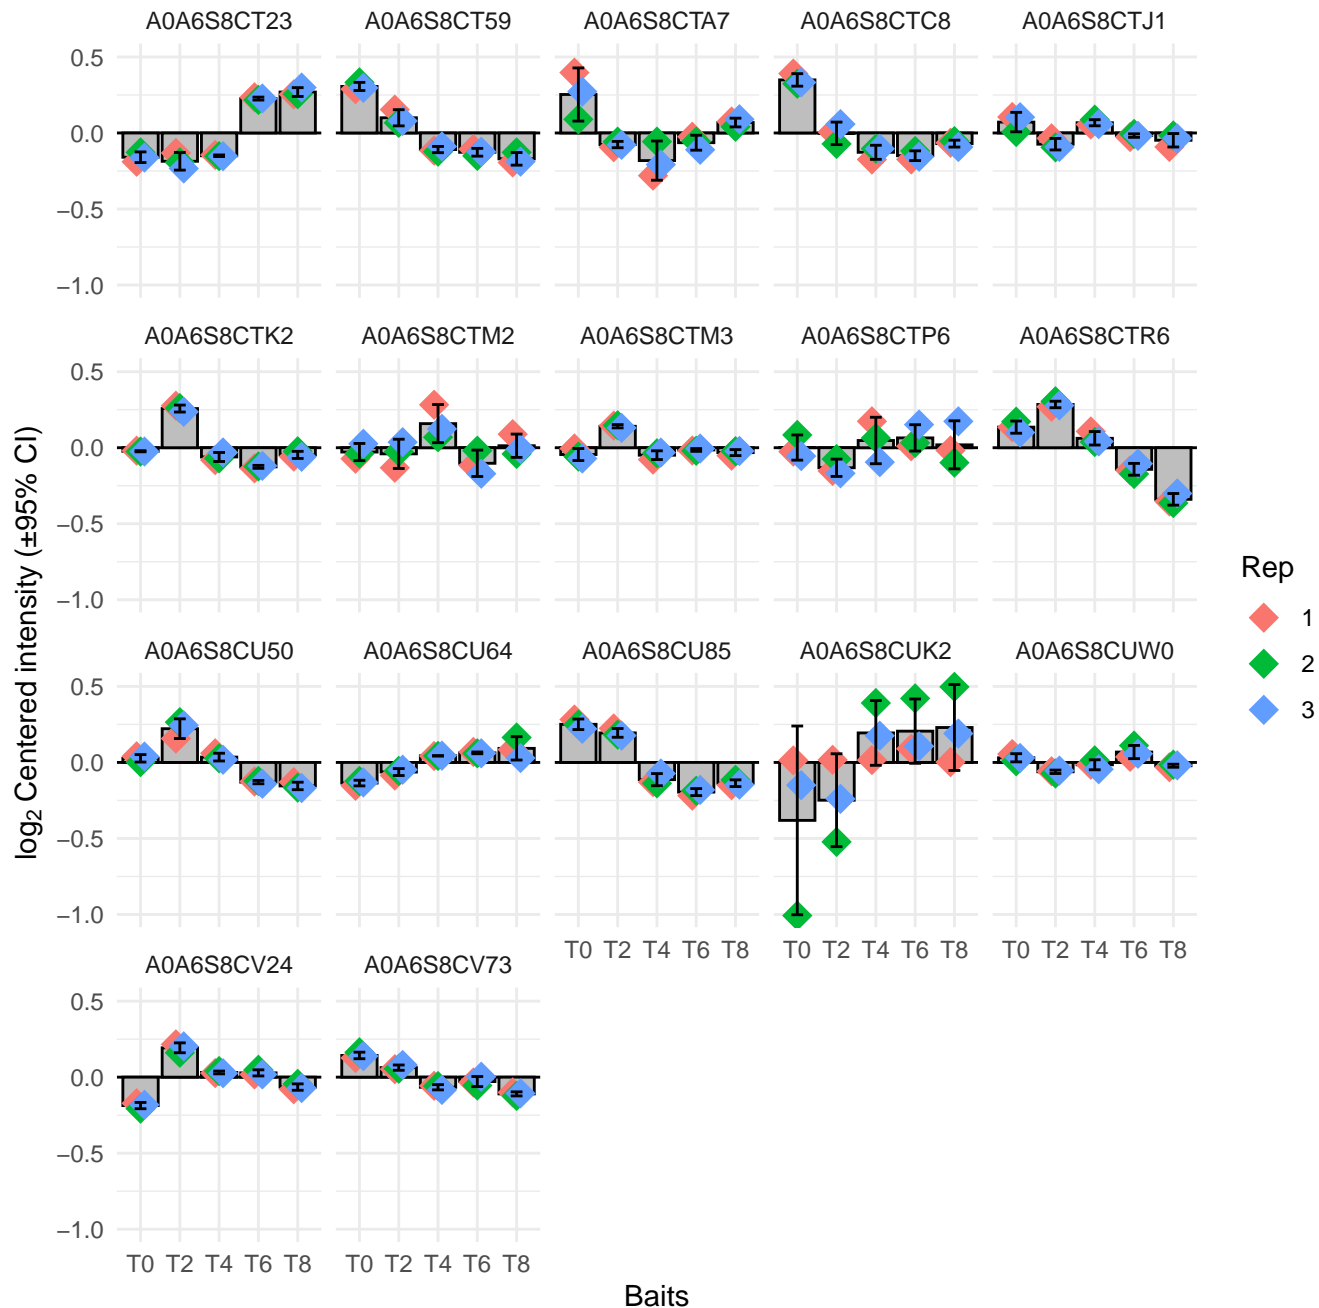 A0A6S8CT23 A0A6S8CT59 A0A6S8CTA7 A0A6S8CTC8 A0A6S8CTJ1
0.5
0.0
−0.5
−1.0
A0A6S8CTK2 A0A6S8CTM2 A0A6S8CTM3 A0A6S8CTP6 A0A6S8CTR6
0.5
0.0
−0.5
−1.0
A0A6S8CU50 A0A6S8CU64 A0A6S8CU85 A0A6S8CUK2 A0A6S8CUW0
0.5
0.0
−0.5
−1.0
T0 T2 T4 T6 T8 T0 T2 T4 T6 T8 T0 T2 T4 T6 T8
A0A6S8CV24 A0A6S8CV73
0.5
0.0
−0.5
−1.0
T0 T2 T4 T6 T8 T0 T2 T4 T6 T8
Baits
log₂ Centered intensity (±95% CI)
Rep
1
2
3